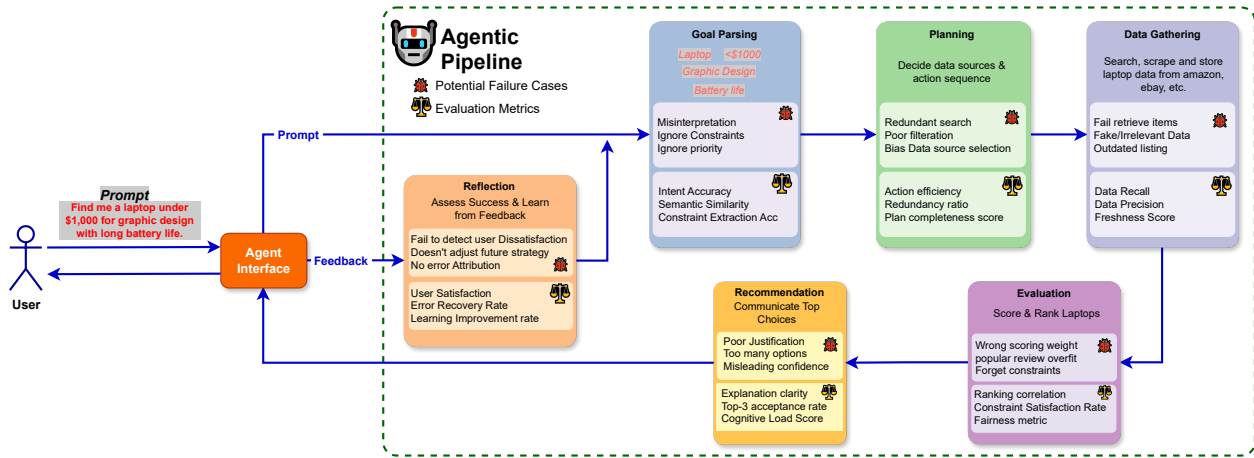 Agentic
Pipeline
Potential Failure Cases
Evaluation Metrics
Prompt
Find me a laptop under
$1,000 for graphic design
with long battery life.
User
Agent
Interface
Prompt
Feedback
Reflection
Assess Success & Learn
from Feedback
Fail to detect user Dissatisfaction
Doesn't adjust future strategy
No error Attribution
User Satisfaction
Error Recovery Rate
Learning Improvement rate
Goal Parsing
Laptop <$1000
Graphic Design
Battery life
Misinterpretation
Ignore Constraints
Ignore priority
Intent Accuracy
Semantic Similarity
Constraint Extraction Acc
Planning
Decide data sources &
action sequence
Redundant search
Poor filteration
Bias Data source selection
Action efficiency
Redundancy ratio
Plan completeness score
Data Gathering
Search, scrape and store
laptop data from amazon,
ebay, etc.
Fail retrieve items
Fake/Irrelevant Data
Outdated listing
Data Recall
Data Precision
Freshness Score
Recommendation
Communicate Top
Choices
Poor Justification
Too many options
Misleading confidence
Explanation clarity
Top-3 acceptance rate
Cognitive Load Score
Evaluation
Score & Rank Laptops
Wrong scoring weight
popular review overfit
Forget constraints
Ranking correlation
Constraint Satisfaction Rate
Fairness metric